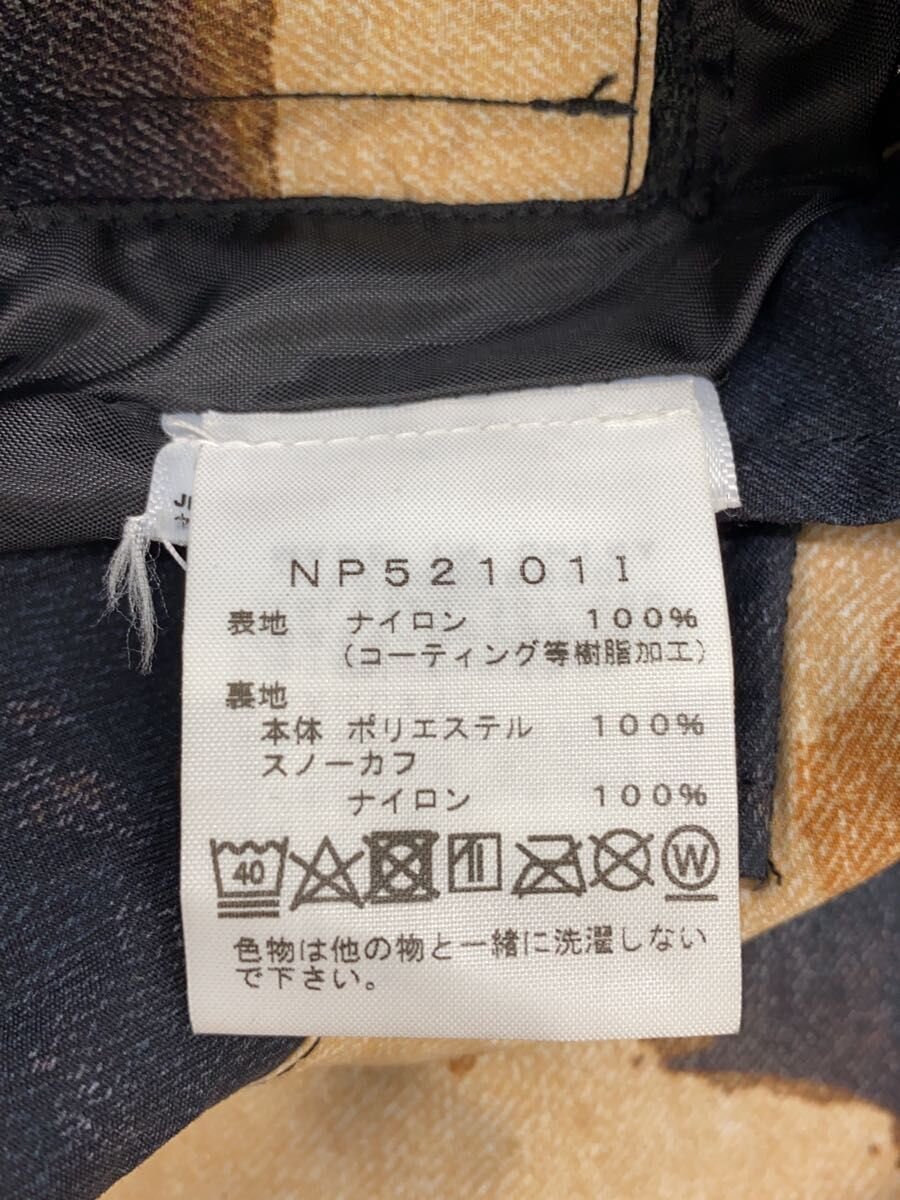 NP52101I
表地 ナイロン 100%
(コーティング等樹脂加工)
裏地
本体 ポリエステル 100%
スノーカフ
ナイロン 100%
40
W
色物は他の物と一緒に洗濯しない
で下さい。